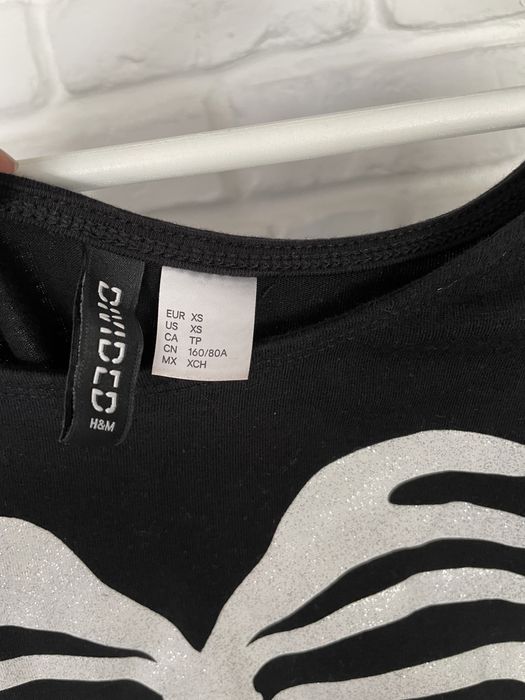 DIVIDED
H&M
EUR XS
US XS
CA TP
CN 160/80A
MX XCH